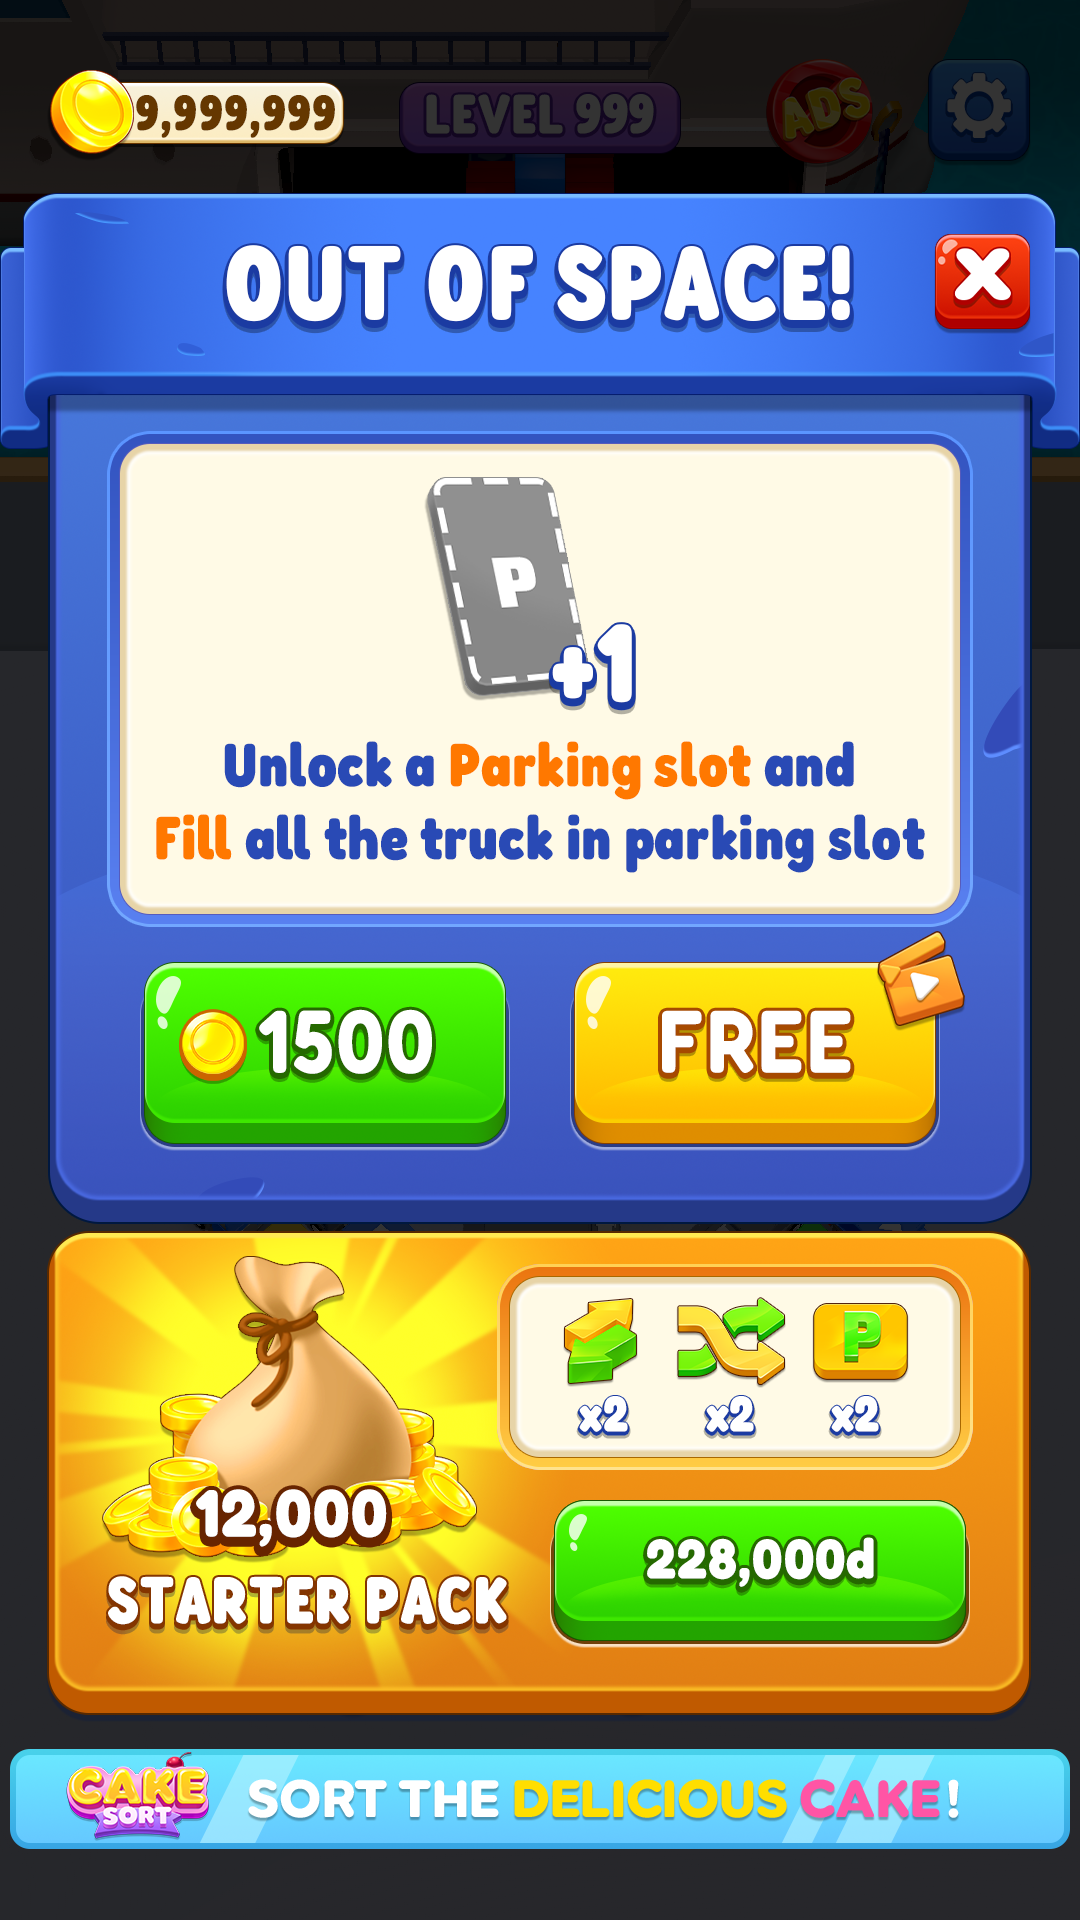 9,999,999
LEVEL 999
ADS
OUT OF SPACE!
P
+1
Unlock a Parking slot and
Fill all the truck in parking slot
1500
FREE
P
x2
x2
x2
12,000
STARTER PACK
228,000d
CAKE
SORT
SORT THE DELICIOUS CAKE!